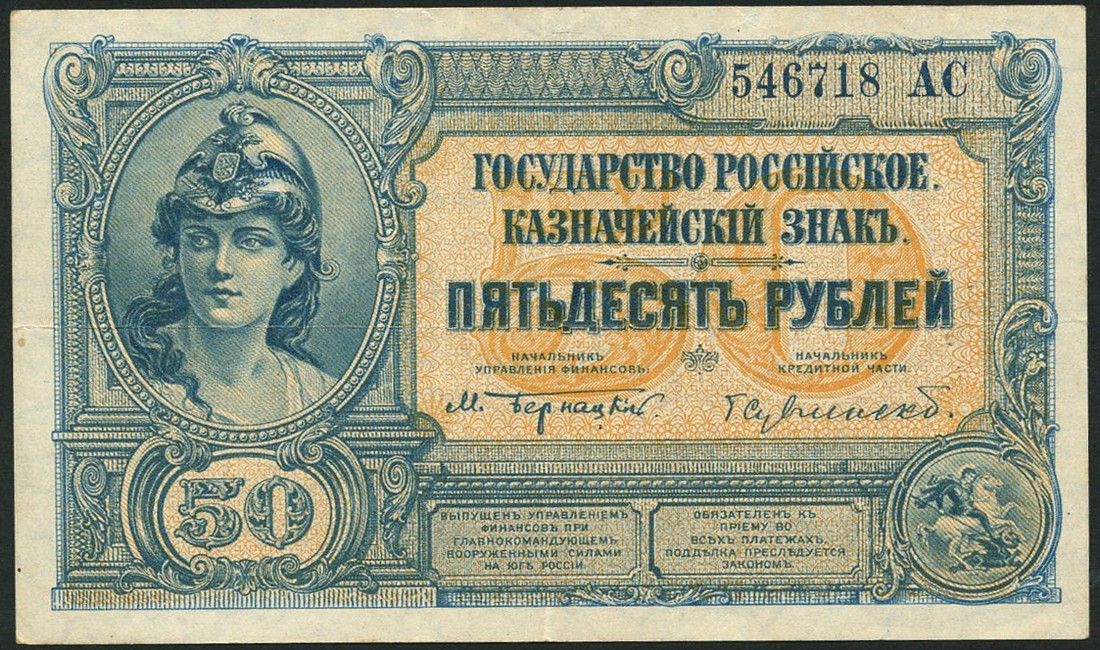 546718 АС
ГОСУДАРСТВО РОССІЙСКОЕ.
КАЗНАЧЕЙСКІЙ ЗНАКЪ.
ПЯТЬДЕСЯТЪ РУБЛЕЙ
НАЧАЛЬНИКЪ
УПРАВЛЕНІЯ ФИНАНСОВЪ:
НАЧАЛЬНИКЪ
КРЕДИТНОЙ ЧАСТИ.
М. Бернацкій.
50
50
ВЫПУЩЕНЪ УПРАВЛЕНІЕМЪ
ФИНАНСОВЪ ПРИ
ГЛАВНОКОМАНДУЮЩЕМЪ
ВООРУЖЕННЫМИ СИЛАМИ
НА ЮГѢ РОССІИ.
ОБЯЗАТЕЛЕНЪ КЪ
ПРІЕМУ ВО
ВСѢХЪ ПЛАТЕЖАХЪ,
ПОДДѢЛКА ПРЕСЛѢДУЕТСЯ
ЗАКОНОМЪ.